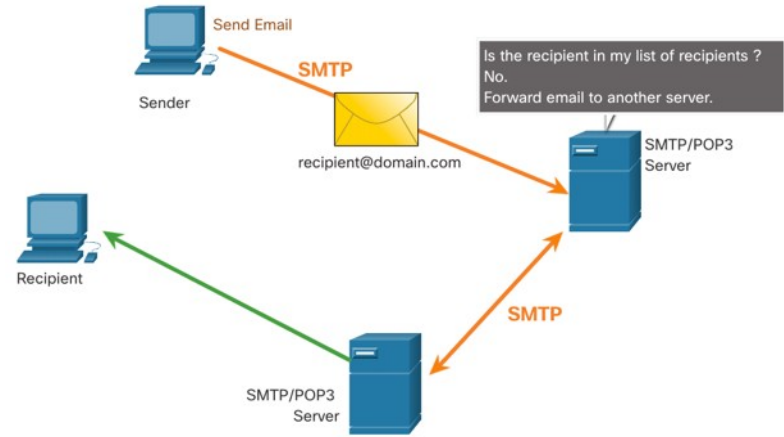 Send Email
SMTP
Sender
recipient@domain.com
Is the recipient in my list of recipients ?
No.
Forward email to another server.
SMTP/POP3
Server
Recipient
SMTP
SMTP/POP3
Server